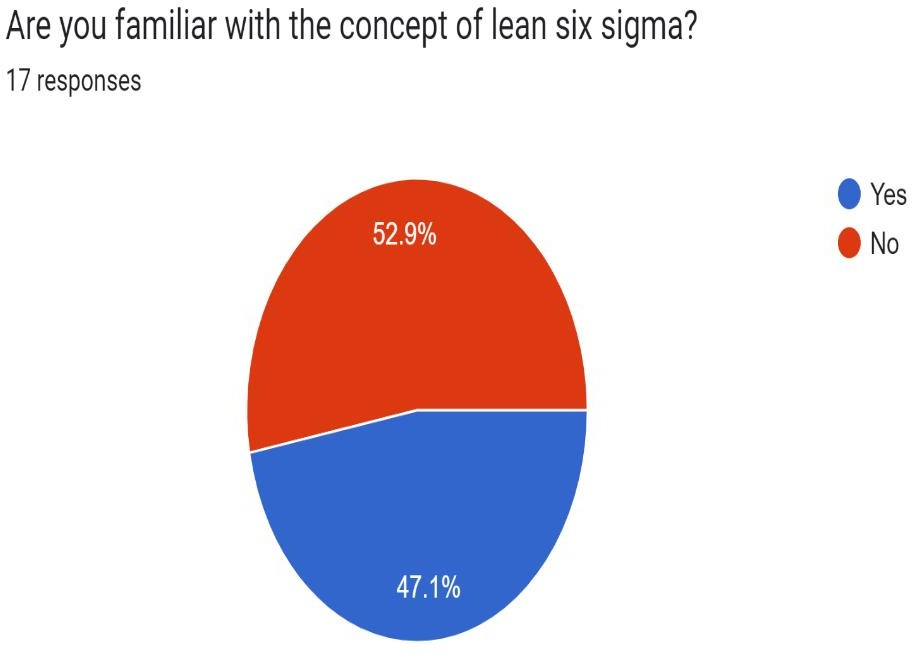 Are you familiar with the concept of lean six sigma?
17 responses
Yes
No
52.9%
47.1%